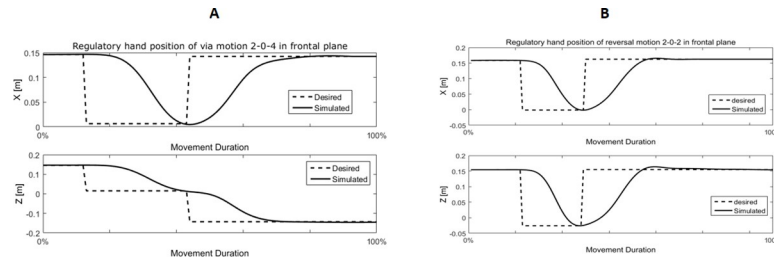 A
B
Regulatory hand position of via motion 2-0-4 in frontal plane
0.15
0.1
0.05
0
X [m]
Desired
Simulated
0%
100%
Movement Duration
0.2
0.1
0
-0.1
-0.2
Z [m]
Desired
Simulated
0%
100%
Movement Duration
Regulatory hand position of reversal motion 2-0-2 in frontal plane
0.2
0.15
0.1
0.05
0
-0.05
X [m]
desired
Simulated
0%
100%
Movement Duration
0.2
0.15
0.1
0.05
0
-0.05
Z [m]
desired
Simulated
0%
100%
Movement Duration